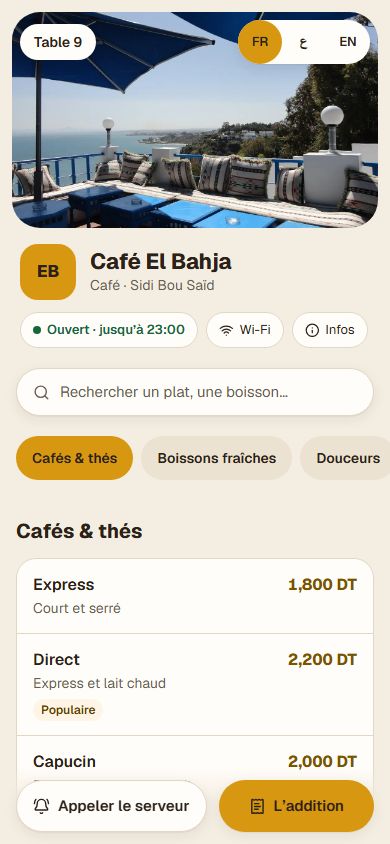 Table 9
FR
ع
EN
EB
Café El Bahja
Café · Sidi Bou Saïd
Ouvert · jusqu'à 23:00
Wi-Fi
Infos
Rechercher un plat, une boisson…
Cafés & thés
Boissons fraîches
Douceurs
Cafés & thés
Express
1,800 DT
Court et serré
Direct
2,200 DT
Express et lait chaud
Populaire
Capucin
2,000 DT
Appeler le serveur
L'addition